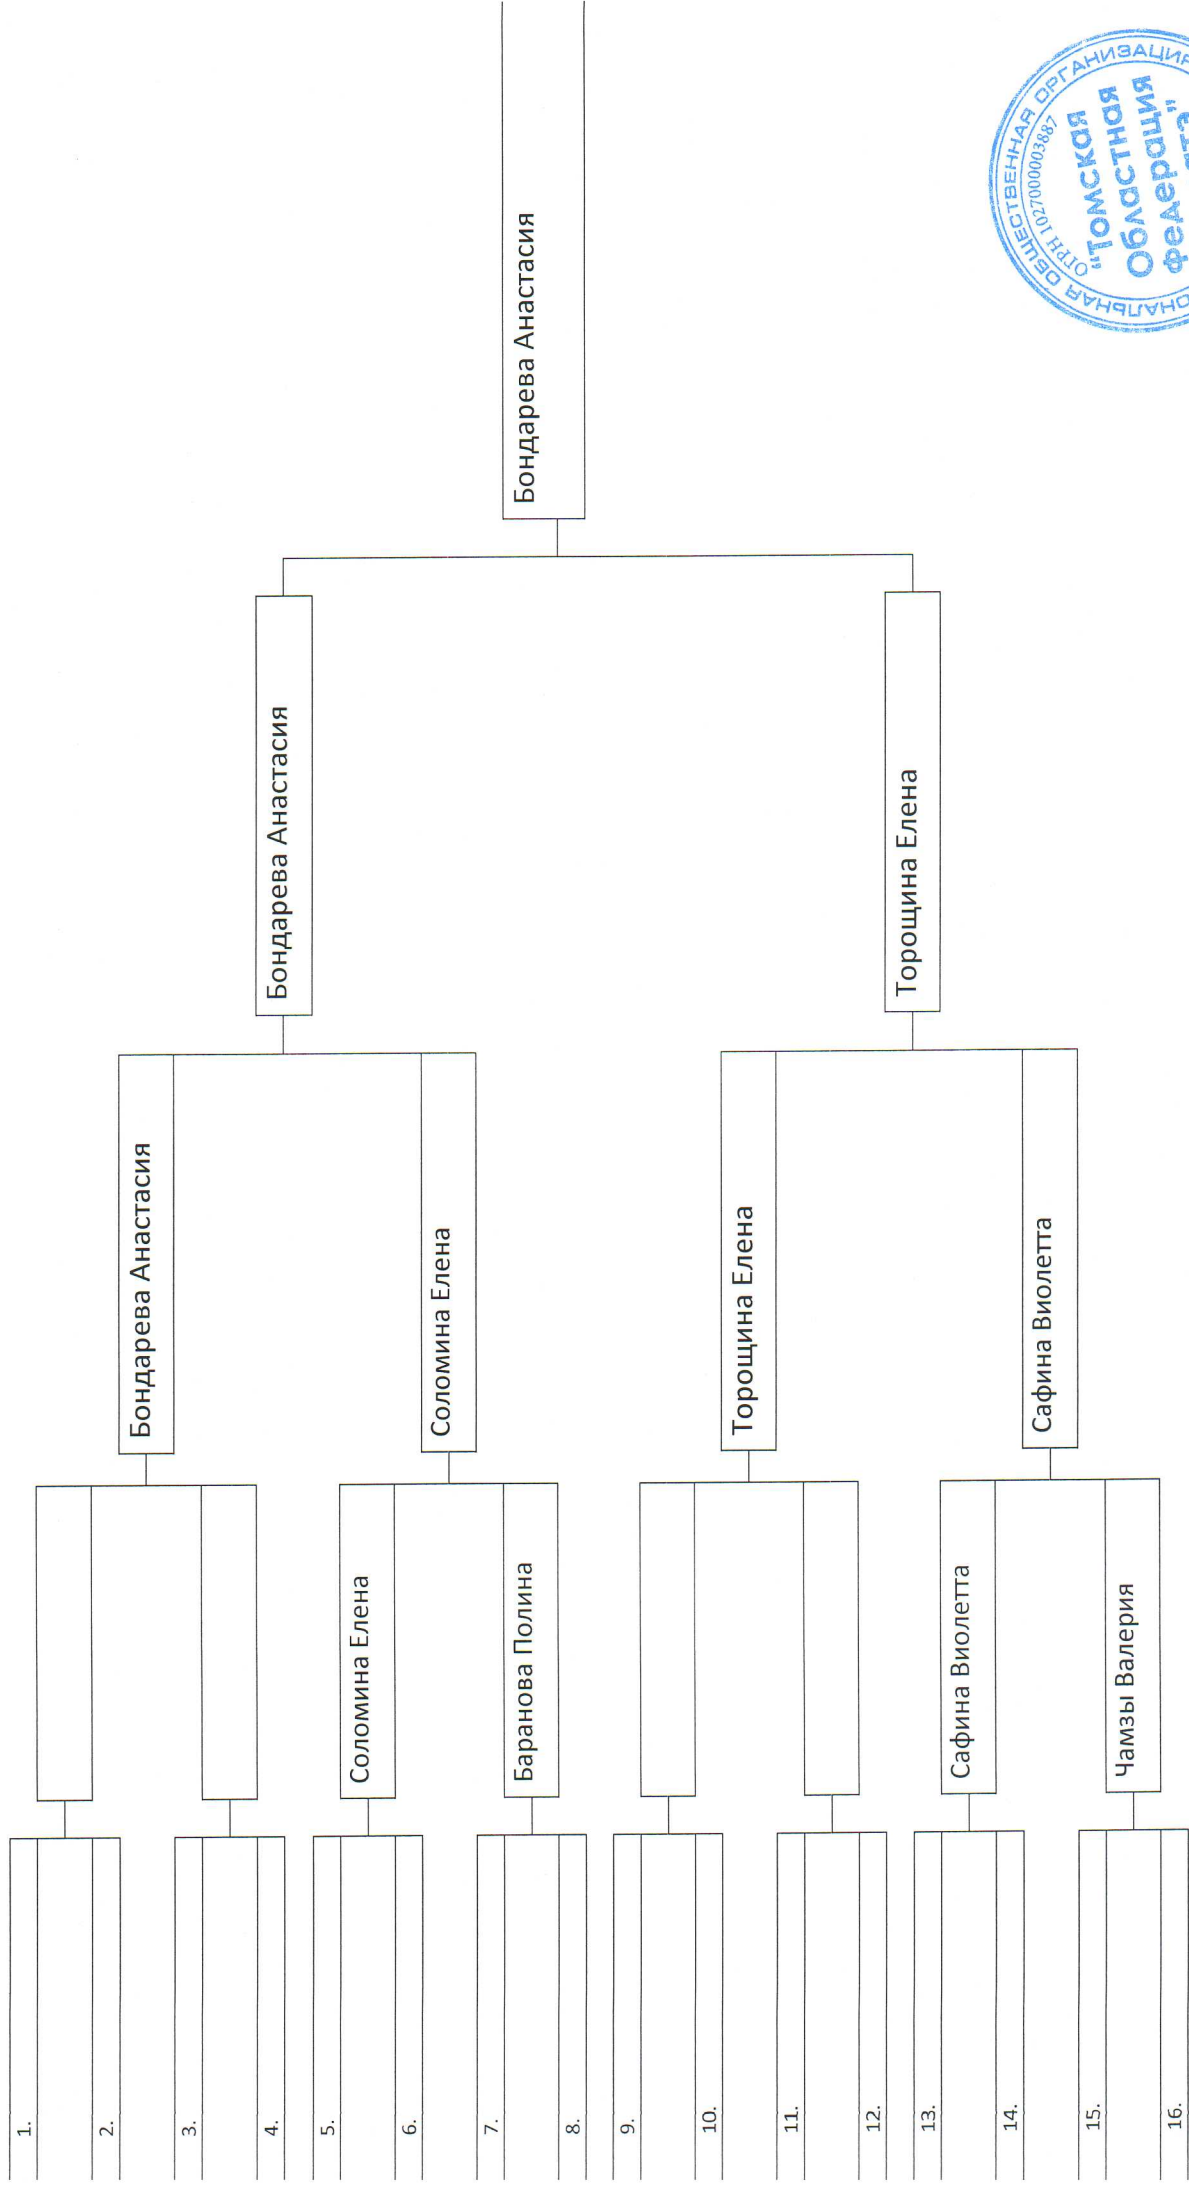 1.
2.
3.
4.
5.
6.
7.
8.
9.
10.
11.
12.
13.
14.
15.
16.
Соломина Елена
Баранова Полина
Сафина Виолетта
Чамзы Валерия
Бондарева Анастасия
Соломина Елена
Торощина Елена
Сафина Виолетта
Бондарева Анастасия
Торощина Елена
Бондарева Анастасия
ОБЩЕСТВЕННАЯ ОРГАНИЗАЦИЯ
ОГРН 1027000003887
"Томская
Областная
Федерация